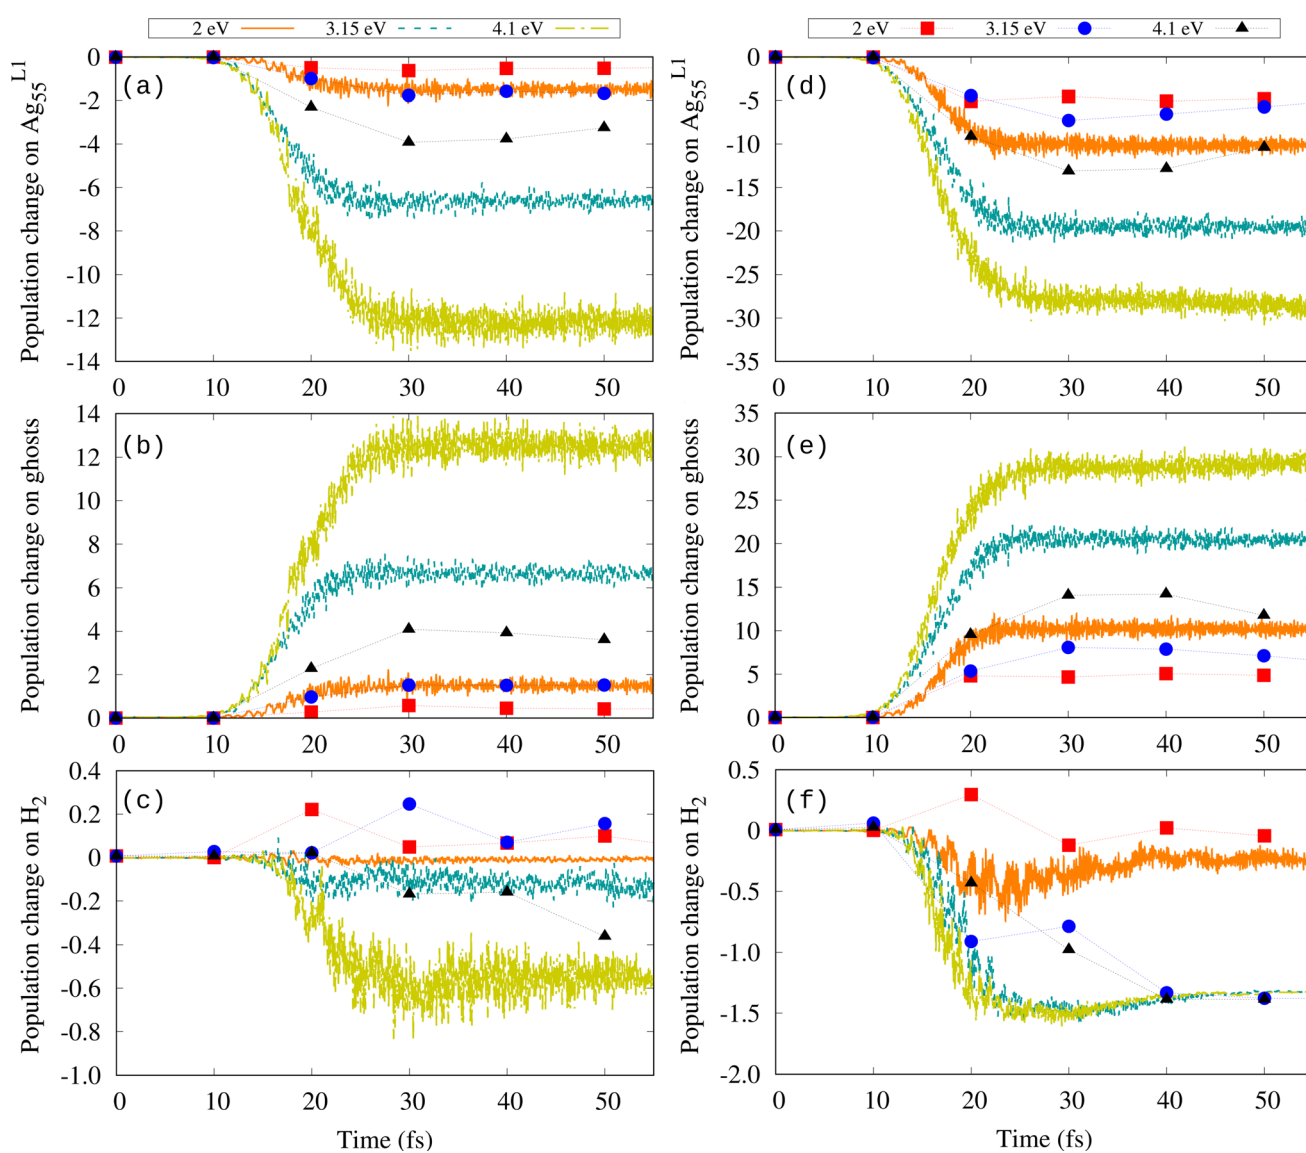 2 eV 3.15 eV 4.1 eV
2 eV 3.15 eV 4.1 eV
Population change on Ag₅₅ᴸ¹
(a)
0
-2
-4
-6
-8
-10
-12
-14
0 10 20 30 40 50
Population change on Ag₅₅ᴸ¹
(d)
0
-5
-10
-15
-20
-25
-30
-35
0 10 20 30 40 50
Population change on ghosts
(b)
14
12
10
8
6
4
2
0
0 10 20 30 40 50
Population change on ghosts
(e)
35
30
25
20
15
10
5
0
0 10 20 30 40 50
Population change on H₂
(c)
0.4
0.2
0
-0.2
-0.4
-0.6
-0.8
-1.0
0 10 20 30 40 50
Time (fs)
Population change on H₂
(f)
0.5
0
-0.5
-1.0
-1.5
-2.0
0 10 20 30 40 50
Time (fs)